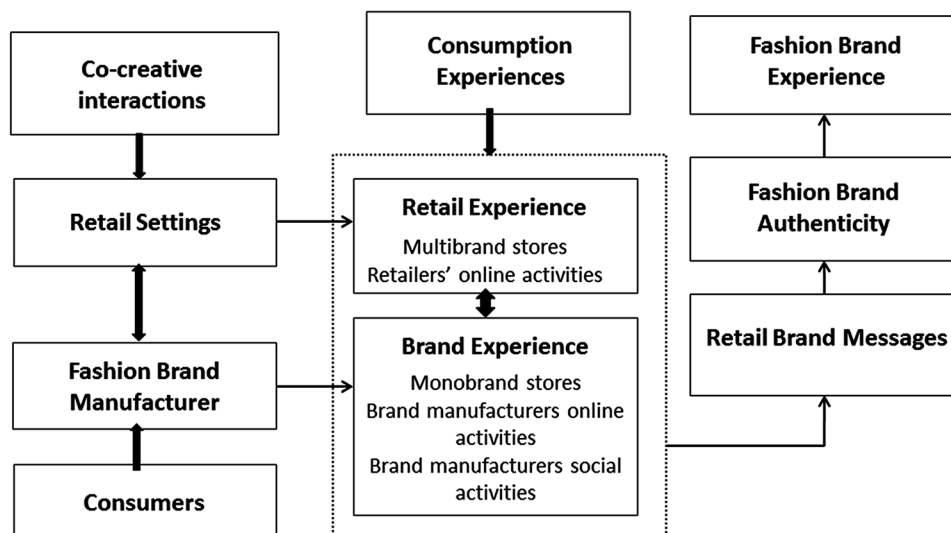 Co-creative
interactions
Retail Settings
Fashion Brand
Manufacturer
Consumers
Consumption
Experiences
Retail Experience
Multibrand stores
Retailers’ online activities
Brand Experience
Monobrand stores
Brand manufacturers online
activities
Brand manufacturers social
activities
Fashion Brand
Experience
Fashion Brand
Authenticity
Retail Brand Messages